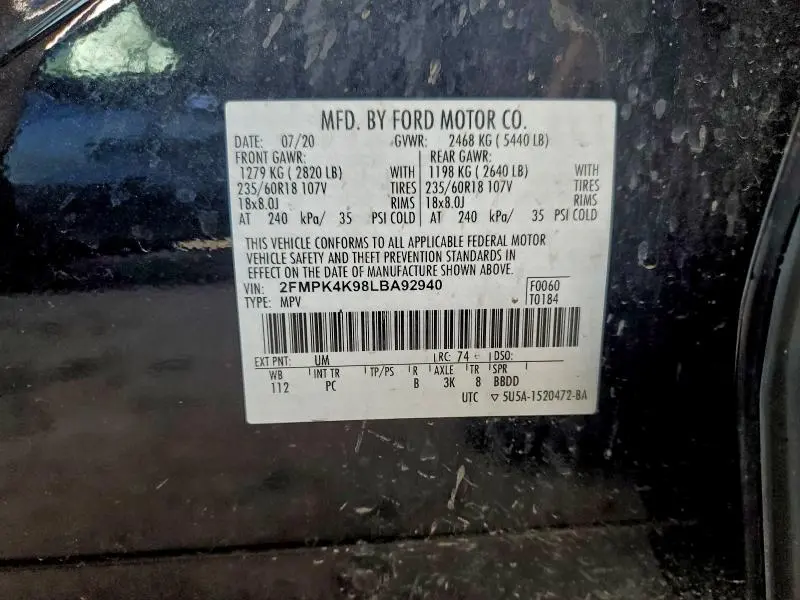 MFD. BY FORD MOTOR CO.
DATE: 07/20 GVWR: 2468 KG ( 5440 LB)
FRONT GAWR: REAR GAWR:
1279 KG ( 2820 LB) WITH 1198 KG ( 2640 LB) WITH
235/60R18 107V TIRES 235/60R18 107V TIRES
18x8.0J RIMS 18x8.0J RIMS
AT 240 kPa/ 35 PSI COLD AT 240 kPa/ 35 PSI COLD
THIS VEHICLE CONFORMS TO ALL APPLICABLE FEDERAL MOTOR
VEHICLE SAFETY AND THEFT PREVENTION STANDARDS IN
EFFECT ON THE DATE OF MANUFACTURE SHOWN ABOVE.
VIN: 2FMPK4K98LBA92940 F0060
TYPE: MPV T0184
EXT PNT: UM RC: 74 DSO:
WB INT TR TP/PS R AXLE TR SPR
112 PC B 3K 8 BBDD
UTC ▽ 5U5A-1520472-BA